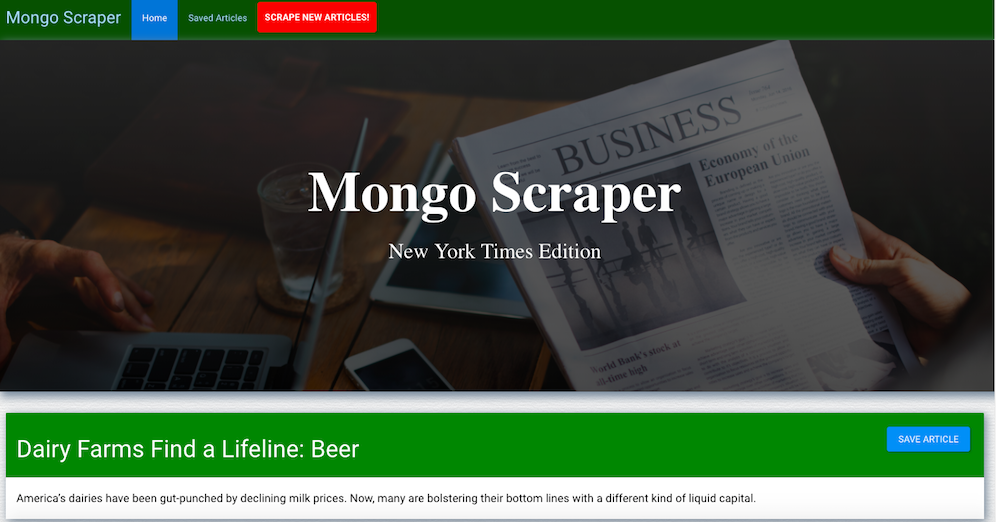 Mongo Scraper Home Saved Articles SCRAPE NEW ARTICLES!
BUSINESS
Economy of the
European Union
Mongo Scraper
New York Times Edition
World Bank's stock at
all-time high
Dairy Farms Find a Lifeline: Beer
SAVE ARTICLE
America's dairies have been gut-punched by declining milk prices. Now, many are bolstering their bottom lines with a different kind of liquid capital.